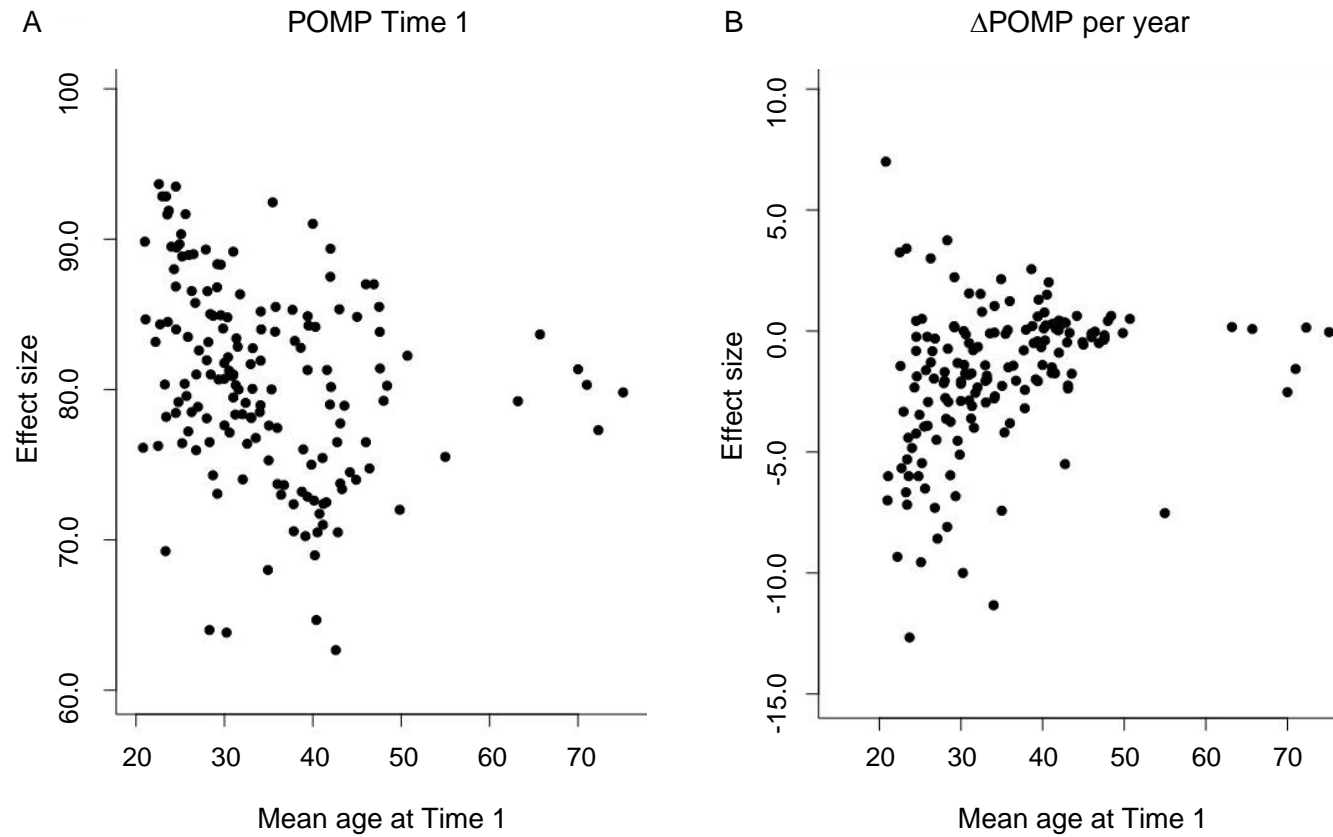 A
POMP Time 1
Effect size
100
90.0
80.0
70.0
60.0
20 30 40 50 60 70
Mean age at Time 1
B
ΔPOMP per year
Effect size
10.0
5.0
0.0
-5.0
-10.0
-15.0
20 30 40 50 60 70
Mean age at Time 1